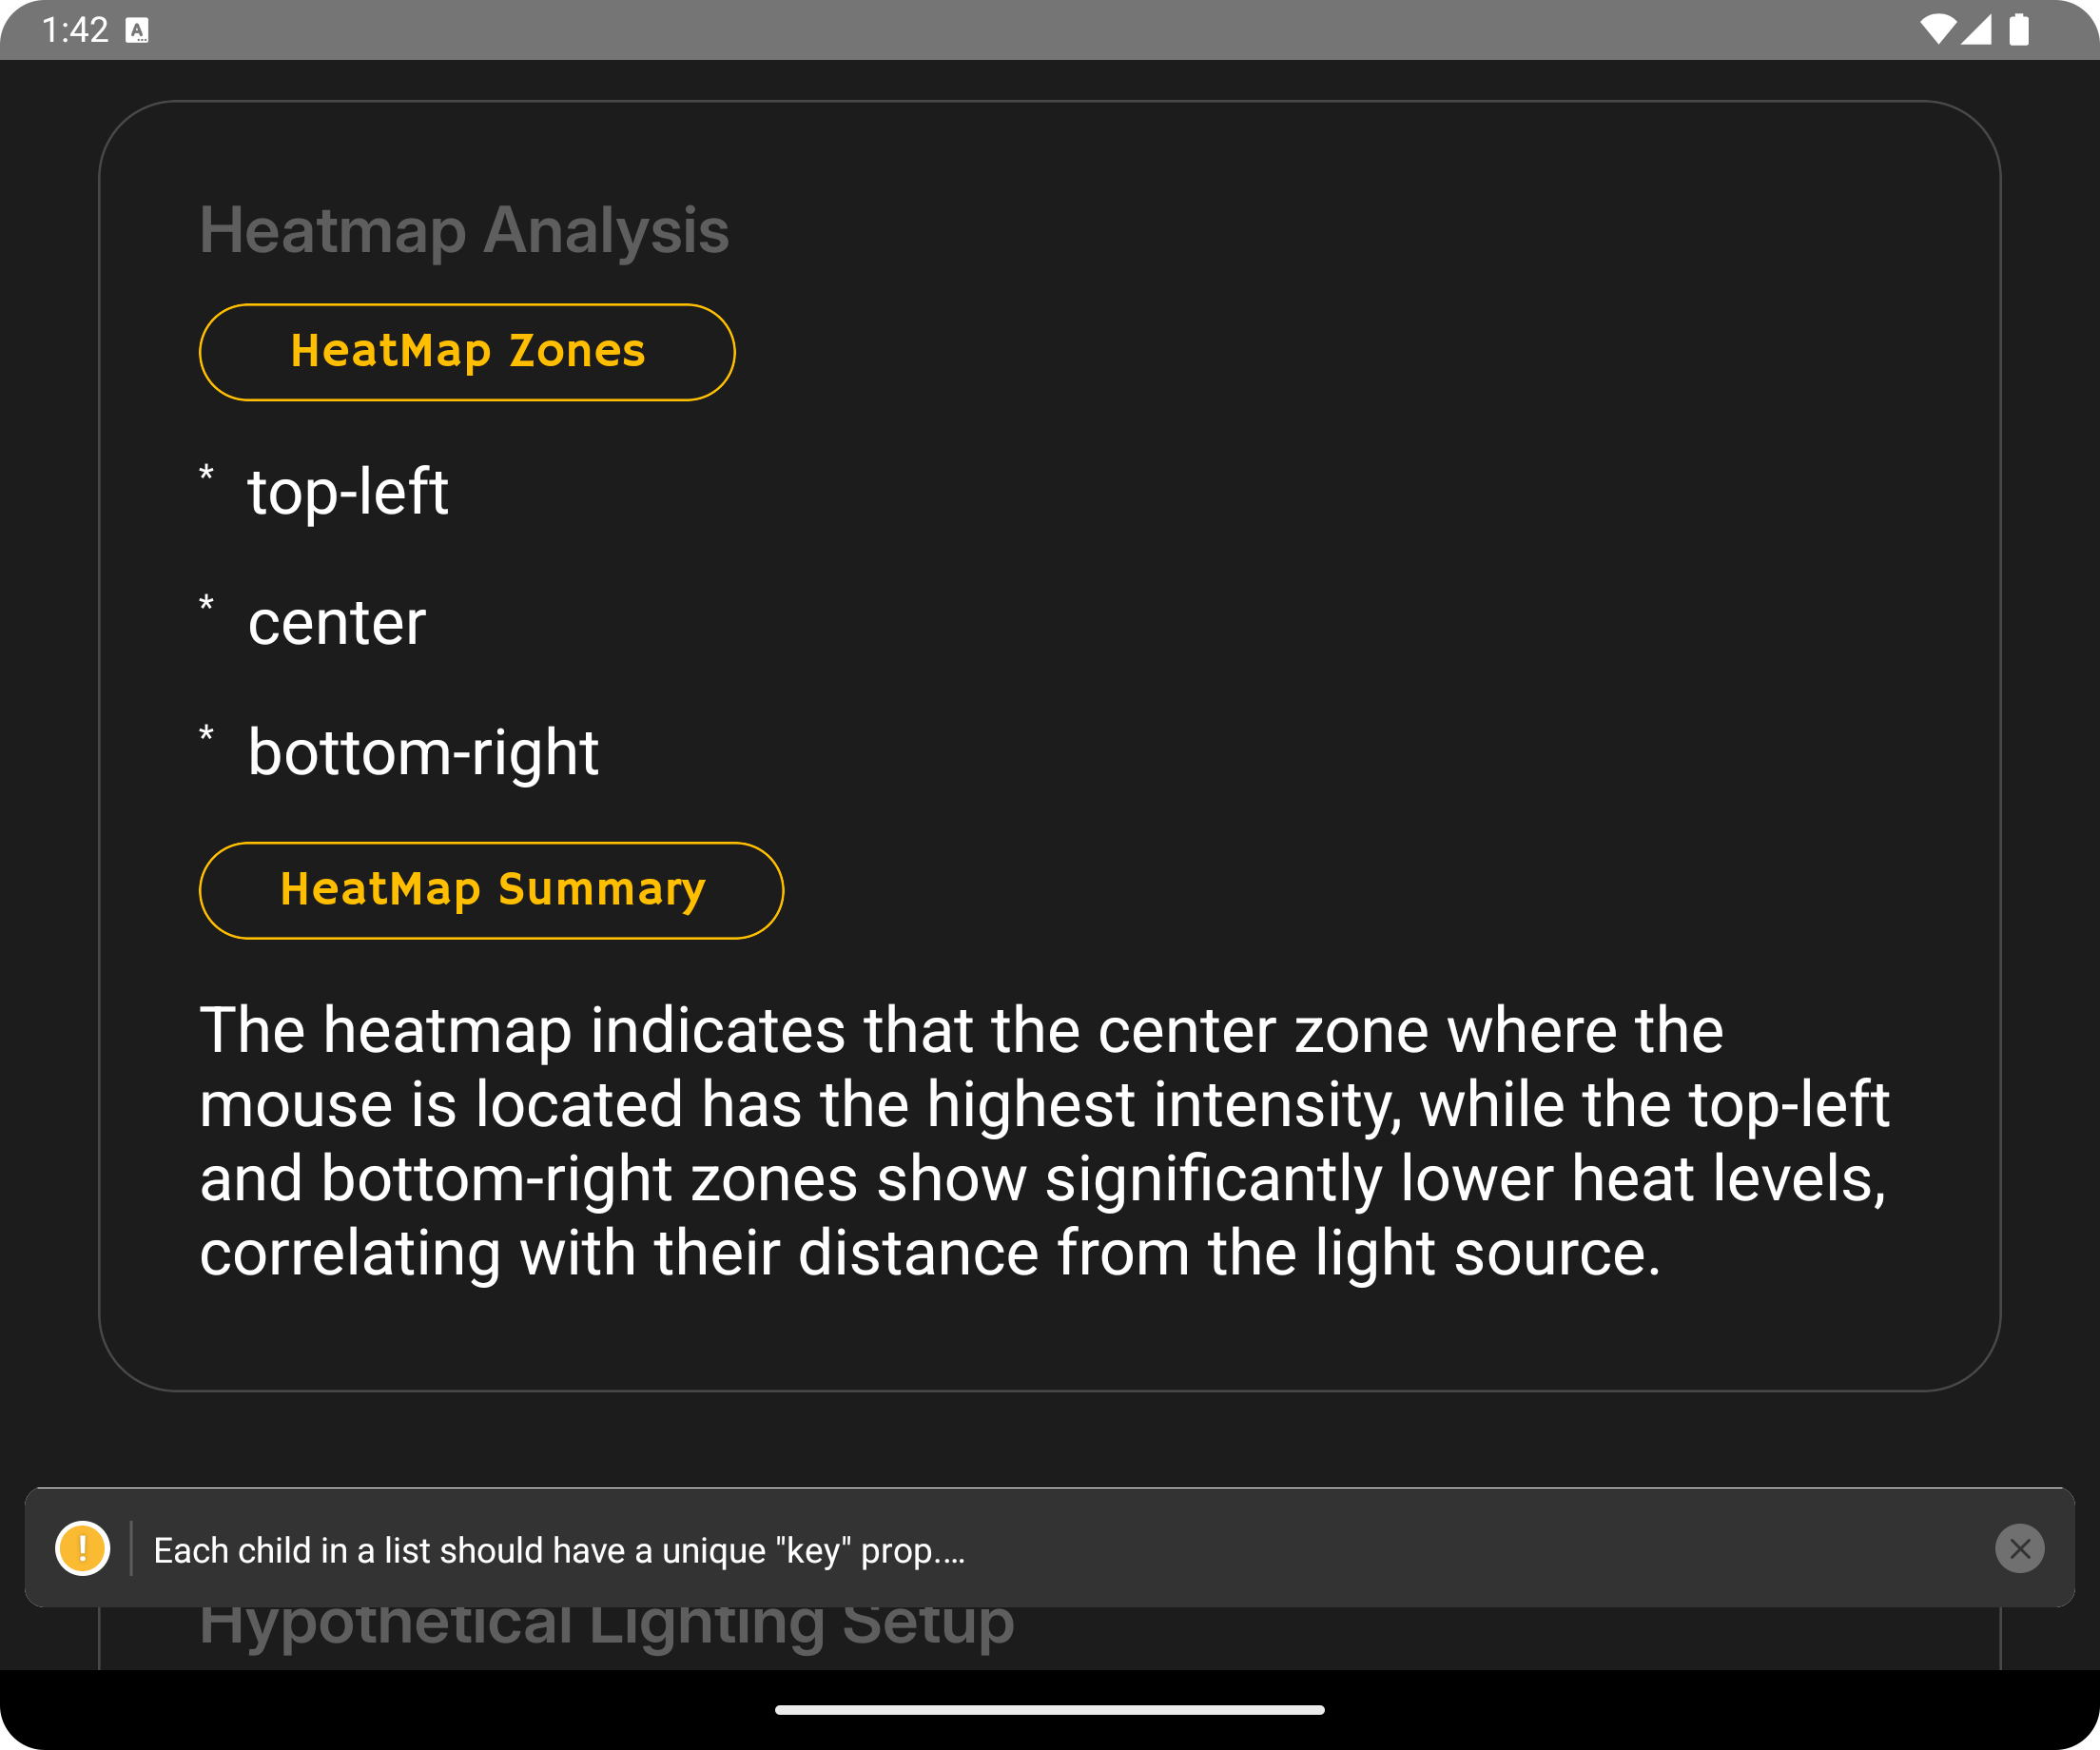 1:42
Heatmap Analysis
HeatMap Zones
* top-left
* center
* bottom-right
HeatMap Summary
The heatmap indicates that the center zone where the
mouse is located has the highest intensity, while the top-left
and bottom-right zones show significantly lower heat levels,
correlating with their distance from the light source.
! Each child in a list should have a unique "key" prop.…
Hypothetical Lighting Setup